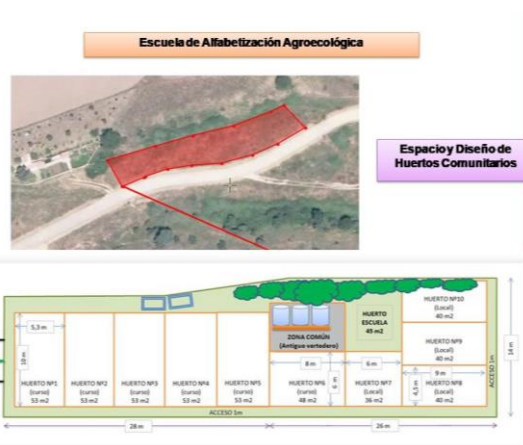 Escuela de Alfabetización Agroecológica
Espacio y Diseño de
Huertos Comunitarios
HUERTO Nº10
(Local)
40 m2
HUERTO
ESCUELA
49 m2
5,3 m
ZONA COMÚN
(Antiguo vertedero)
HUERTO Nº9
(Local)
40 m2
14 m
10 m
8 m
6 m
9 m
ACCESO 1m
6 m
4,5 m
HUERTO Nº1
(curso)
53 m2
HUERTO Nº2
(curso)
53 m2
HUERTO Nº3
(curso)
53 m2
HUERTO Nº4
(curso)
53 m2
HUERTO Nº5
(curso)
53 m2
HUERTO Nº6
(curso)
48 m2
HUERTO Nº7
(Local)
36 m2
HUERTO Nº8
(Local)
40 m2
ACCESO 1m
28 m
26 m